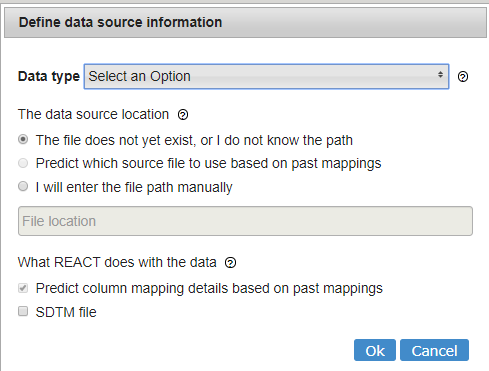 Define data source information
Data type Select an Option ?
The data source location ?
The file does not yet exist, or I do not know the path
Predict which source file to use based on past mappings
I will enter the file path manually
File location
What REACT does with the data ?
Predict column mapping details based on past mappings
SDTM file
Ok Cancel